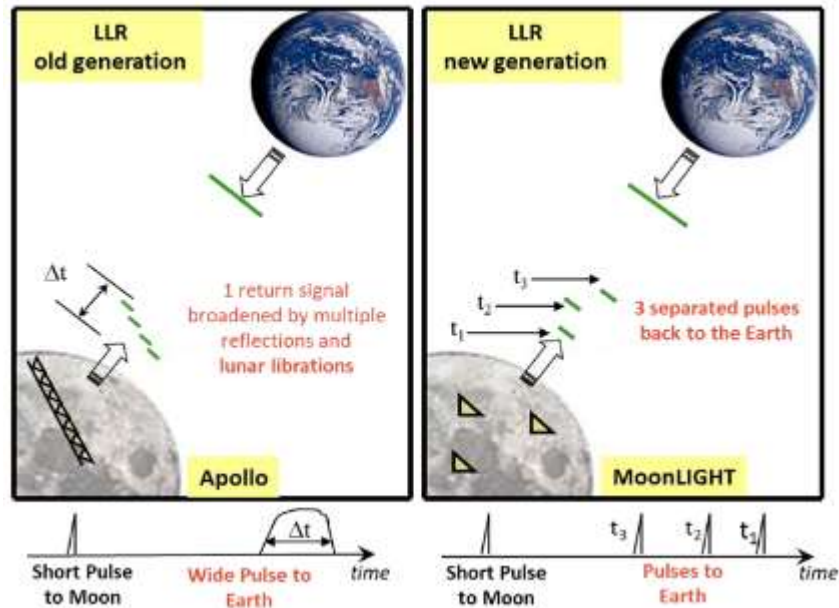 LLR
old generation
Δt
1 return signal
broadened by multiple
reflections and
lunar librations
Apollo
Δt
Short Pulse
to Moon
Wide Pulse to
Earth
time
LLR
new generation
t3
t2
t1
3 separated pulses
back to the Earth
MoonLIGHT
t3
t2
t1
Short Pulse
to Moon
Pulses to
Earth
time